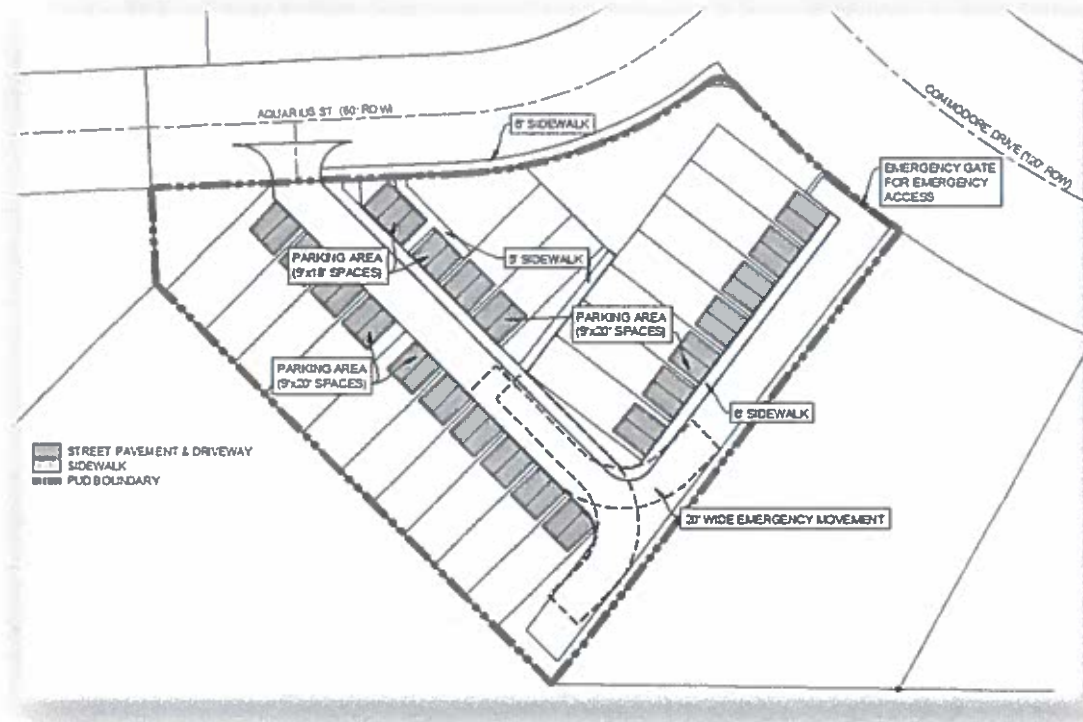 AQUARIUS ST. (60' ROW)
6' SIDEWALK
COMMODORE DRIVE (120' ROW)
EMERGENCY GATE
FOR EMERGENCY
ACCESS
PARKING AREA
(9'x18' SPACES)
5' SIDEWALK
PARKING AREA
(9'x20' SPACES)
PARKING AREA
(9'x20' SPACES)
6' SIDEWALK
STREET PAVEMENT & DRIVEWAY
SIDEWALK
PUD BOUNDARY
20' WIDE EMERGENCY MOVEMENT